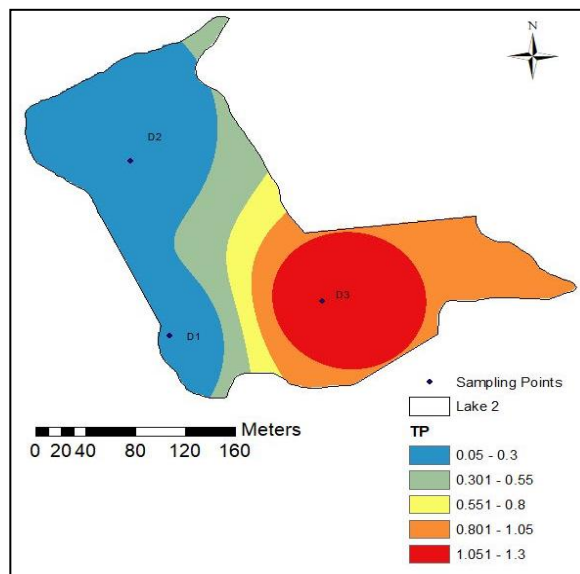 N
D2
D3
D1
Sampling Points
Lake 2
Meters
0 20 40 80 120 160
TP
0.05 - 0.3
0.301 - 0.55
0.551 - 0.8
0.801 - 1.05
1.051 - 1.3